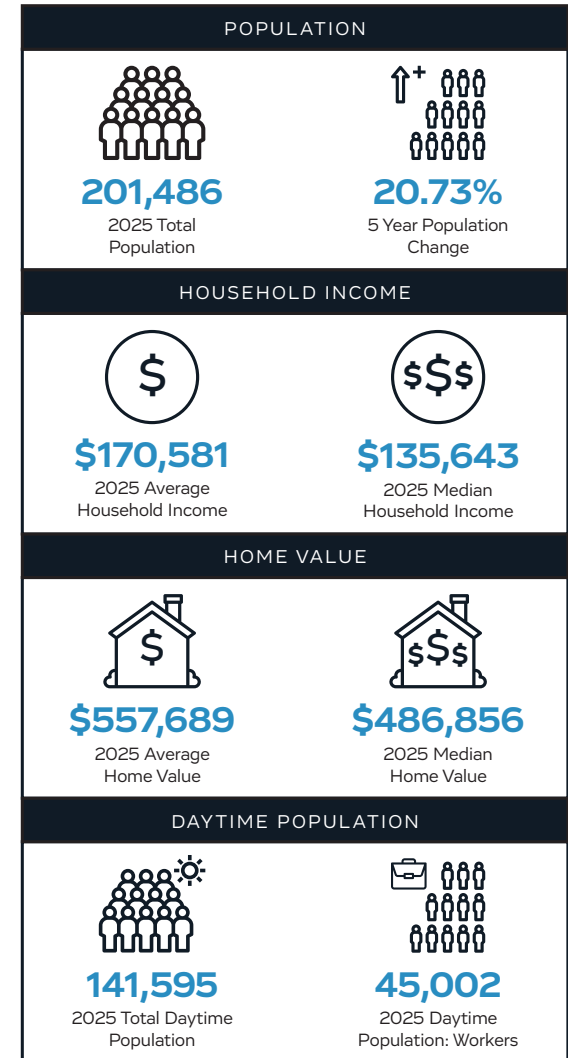 POPULATION
201,486
2025 Total
Population
20.73%
5 Year Population
Change
HOUSEHOLD INCOME
$
$170,581
2025 Average
Household Income
$$$
$135,643
2025 Median
Household Income
HOME VALUE
$
$557,689
2025 Average
Home Value
$$$
$486,856
2025 Median
Home Value
DAYTIME POPULATION
141,595
2025 Total Daytime
Population
45,002
2025 Daytime
Population: Workers